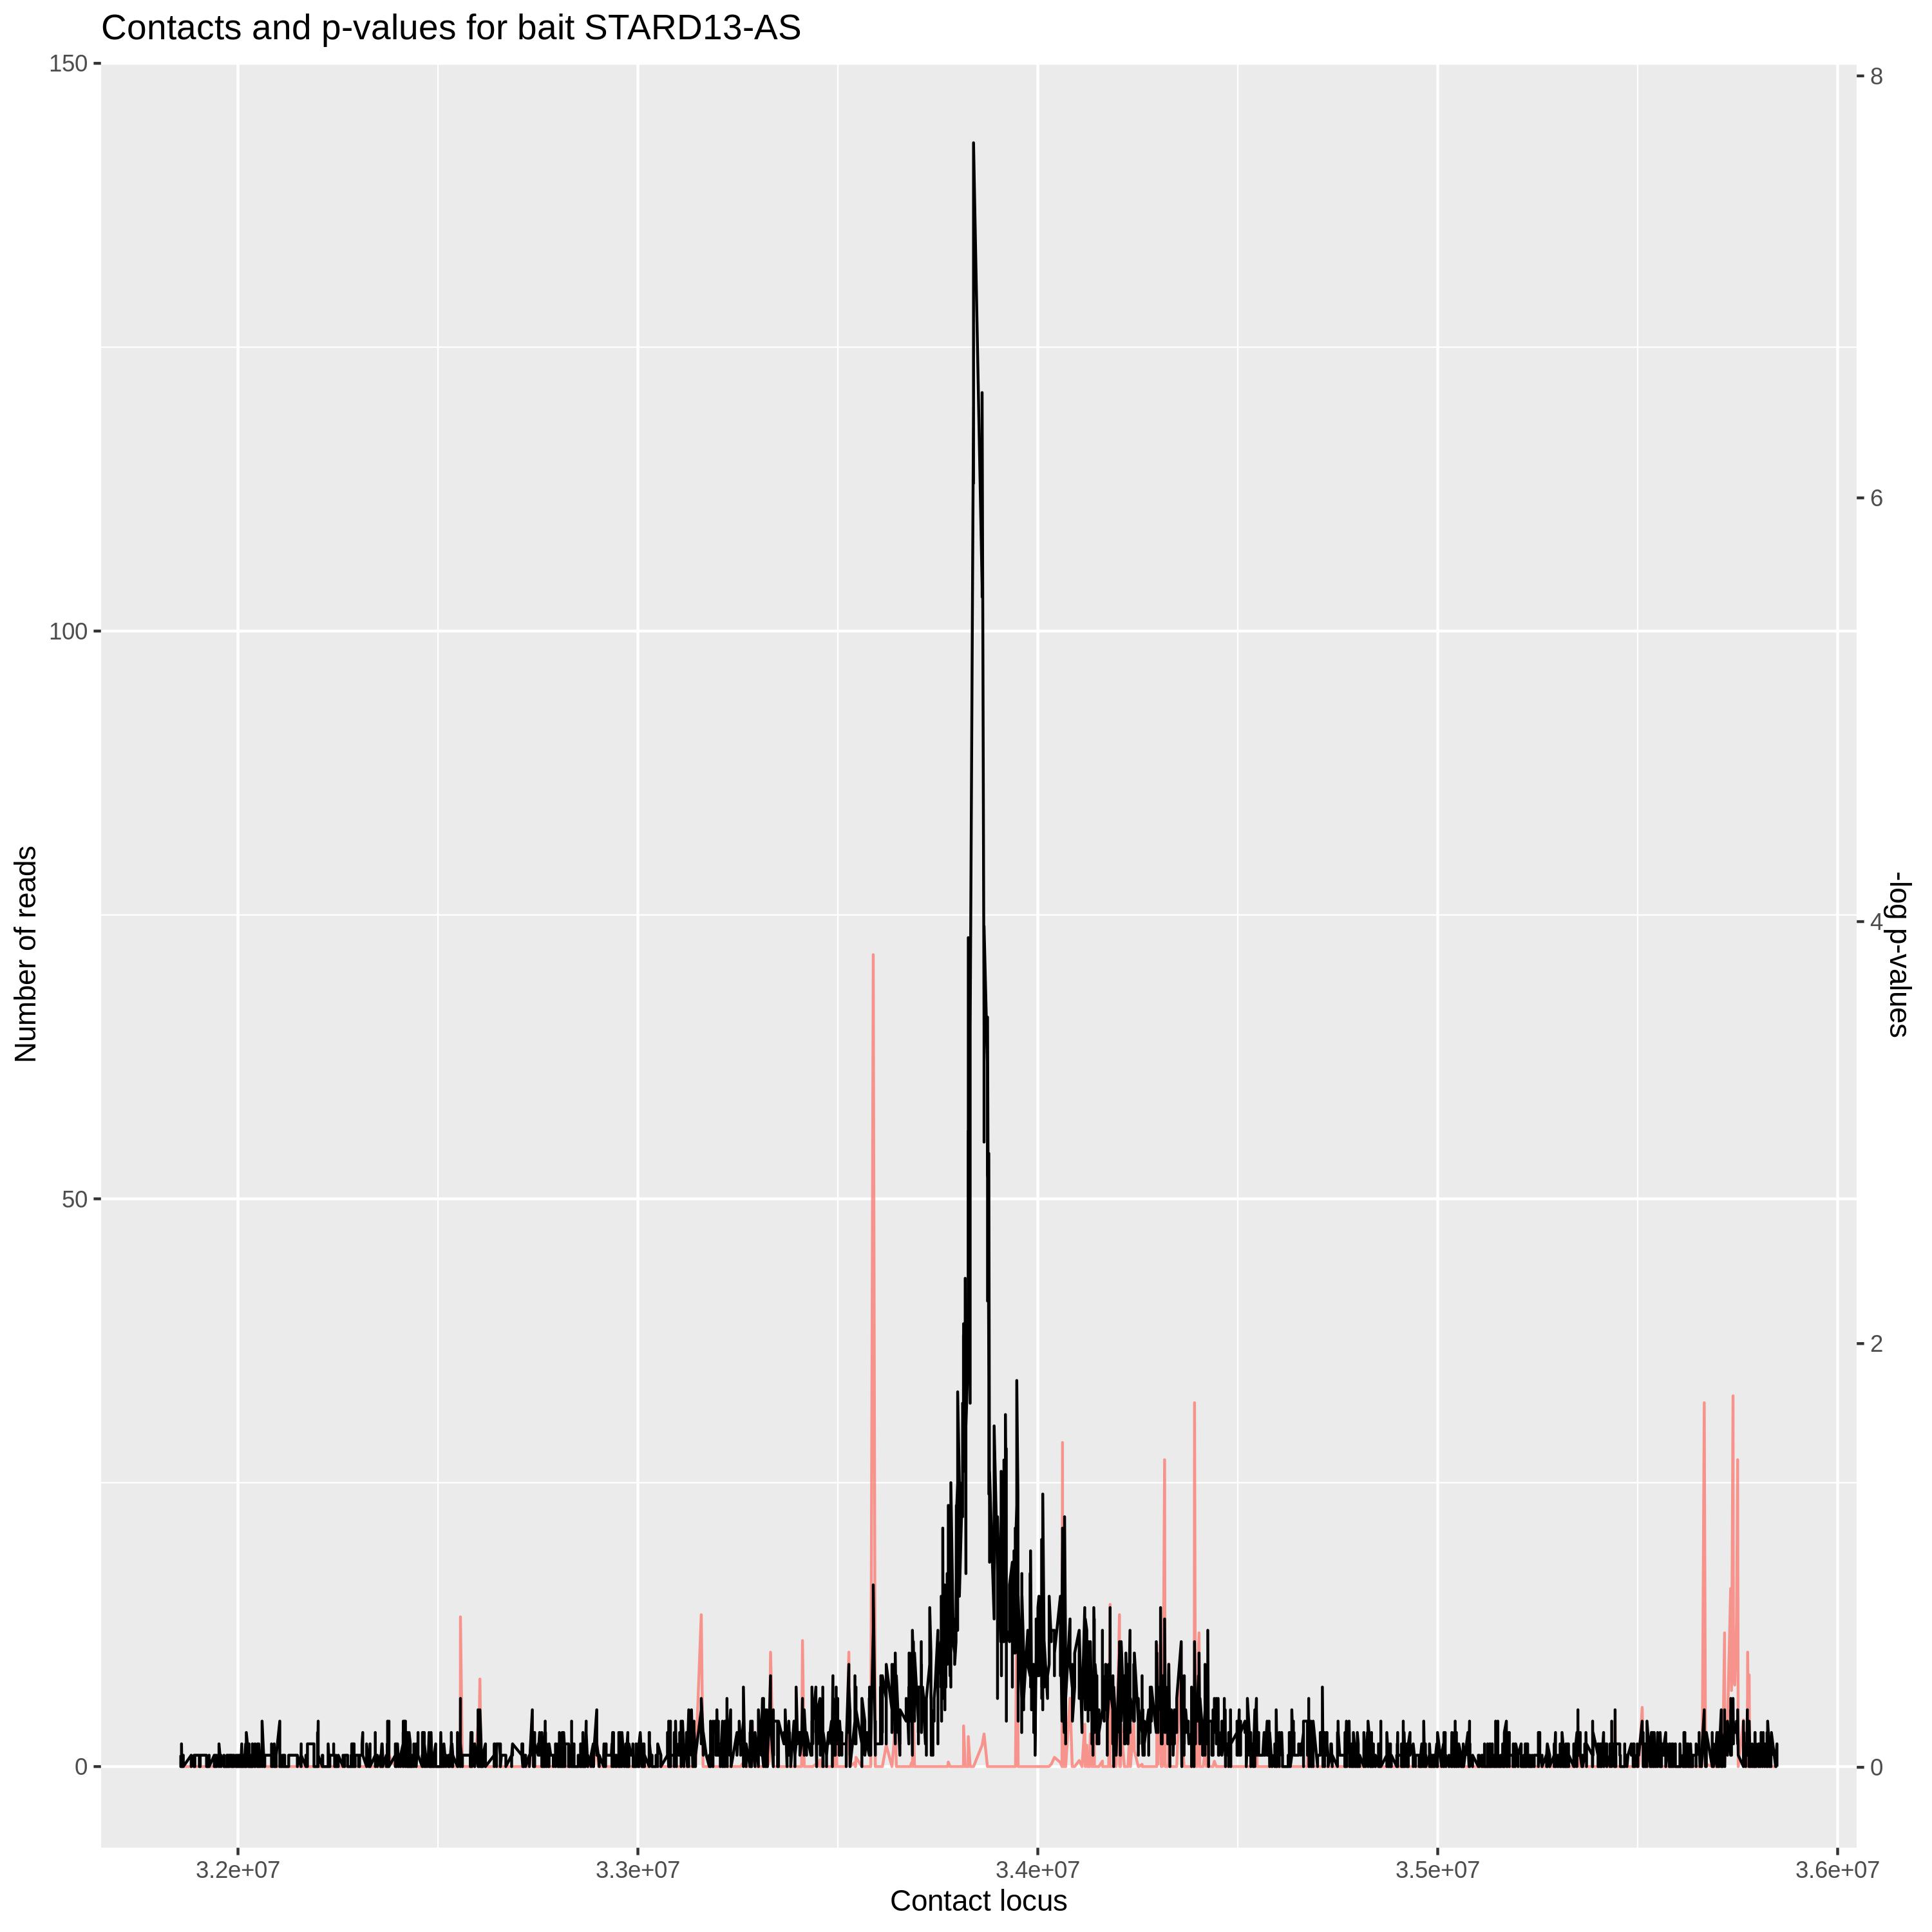 Contacts and p-values for bait STARD13-AS
150
100
50
0
Number of reads
8
6
4
2
0
-log p-values
3.2e+07
3.3e+07
3.4e+07
3.5e+07
3.6e+07
Contact locus